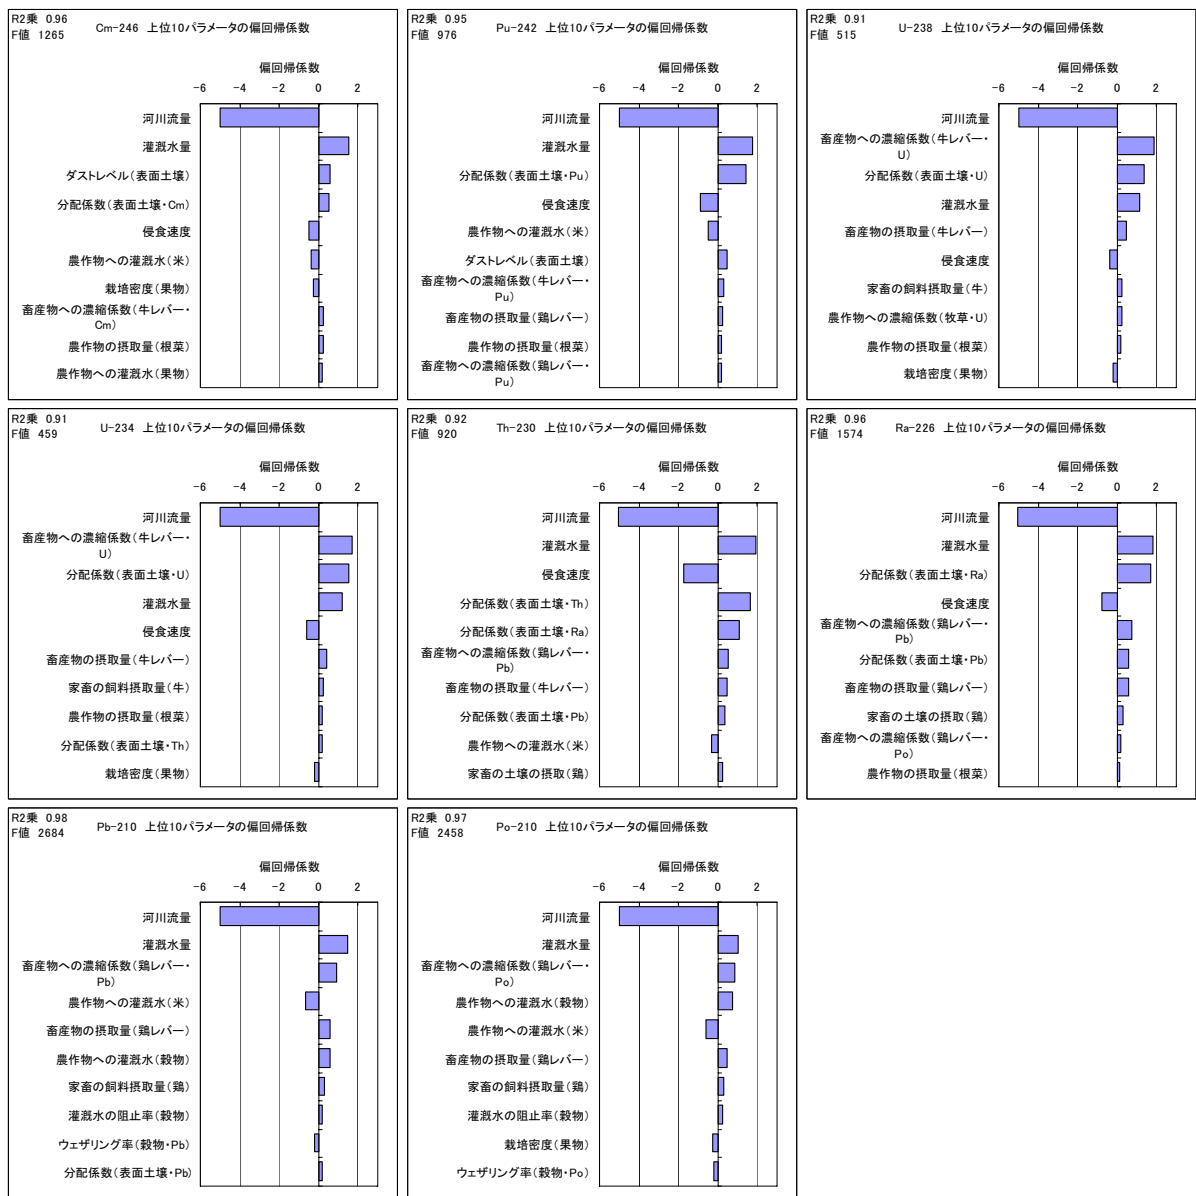 R2乗 0.96
F値 1265
Cm-246 上位10パラメータの偏回帰係数
偏回帰係数
-6 -4 -2 0 2
河川流量
灌漑水量
ダストレベル(表面土壌)
分配係数(表面土壌・Cm)
侵食速度
農作物への灌漑水(米)
栽培密度(果物)
畜産物への濃縮係数(牛レバー・
Cm)
農作物の摂取量(根菜)
農作物への灌漑水(果物)
R2乗 0.95
F値 976
Pu-242 上位10パラメータの偏回帰係数
偏回帰係数
-6 -4 -2 0 2
河川流量
灌漑水量
分配係数(表面土壌・Pu)
侵食速度
農作物への灌漑水(米)
ダストレベル(表面土壌)
畜産物への濃縮係数(牛レバー・
Pu)
畜産物の摂取量(鶏レバー)
農作物の摂取量(根菜)
畜産物への濃縮係数(鶏レバー・
Pu)
R2乗 0.91
F値 515
U-238 上位10パラメータの偏回帰係数
偏回帰係数
-6 -4 -2 0 2
河川流量
畜産物への濃縮係数(牛レバー・
U)
分配係数(表面土壌・U)
灌漑水量
畜産物の摂取量(牛レバー)
侵食速度
家畜の飼料摂取量(牛)
農作物への濃縮係数(牧草・U)
農作物の摂取量(根菜)
栽培密度(果物)
R2乗 0.91
F値 459
U-234 上位10パラメータの偏回帰係数
偏回帰係数
-6 -4 -2 0 2
河川流量
畜産物への濃縮係数(牛レバー・
U)
分配係数(表面土壌・U)
灌漑水量
侵食速度
畜産物の摂取量(牛レバー)
家畜の飼料摂取量(牛)
農作物の摂取量(根菜)
分配係数(表面土壌・Th)
栽培密度(果物)
R2乗 0.92
F値 920
Th-230 上位10パラメータの偏回帰係数
偏回帰係数
-6 -4 -2 0 2
河川流量
灌漑水量
侵食速度
分配係数(表面土壌・Th)
分配係数(表面土壌・Ra)
畜産物への濃縮係数(鶏レバー・
Pb)
畜産物の摂取量(牛レバー)
分配係数(表面土壌・Pb)
農作物への灌漑水(米)
家畜の土壌の摂取(鶏)
R2乗 0.96
F値 1574
Ra-226 上位10パラメータの偏回帰係数
偏回帰係数
-6 -4 -2 0 2
河川流量
灌漑水量
分配係数(表面土壌・Ra)
侵食速度
畜産物への濃縮係数(鶏レバー・
Pb)
分配係数(表面土壌・Pb)
畜産物の摂取量(鶏レバー)
家畜の土壌の摂取(鶏)
畜産物への濃縮係数(鶏レバー・
Po)
農作物の摂取量(根菜)
R2乗 0.98
F値 2684
Pb-210 上位10パラメータの偏回帰係数
偏回帰係数
-6 -4 -2 0 2
河川流量
灌漑水量
畜産物への濃縮係数(鶏レバー・
Pb)
農作物への灌漑水(米)
畜産物の摂取量(鶏レバー)
農作物への灌漑水(穀物)
家畜の飼料摂取量(鶏)
灌漑水の阻止率(穀物)
ウェザリング率(穀物・Pb)
分配係数(表面土壌・Pb)
R2乗 0.97
F値 2458
Po-210 上位10パラメータの偏回帰係数
偏回帰係数
-6 -4 -2 0 2
河川流量
灌漑水量
畜産物への濃縮係数(鶏レバー・
Po)
農作物への灌漑水(穀物)
農作物への灌漑水(米)
畜産物の摂取量(鶏レバー)
家畜の飼料摂取量(鶏)
灌漑水の阻止率(穀物)
栽培密度(果物)
ウェザリング率(穀物・Po)